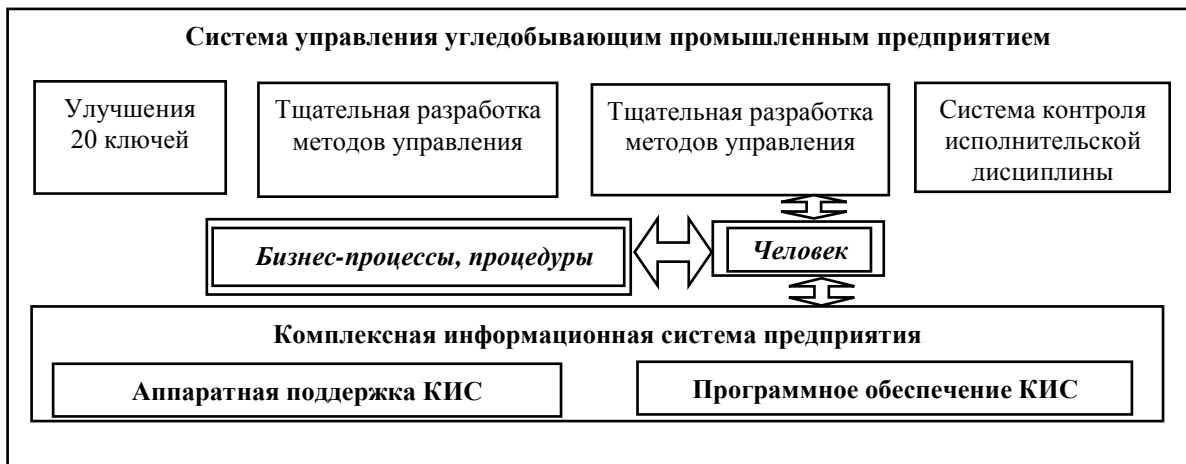 Система управления угледобывающим промышленным предприятием
Улучшения
20 ключей
Тщательная разработка
методов управления
Тщательная разработка
методов управления
Система контроля
исполнительской
дисциплины
Бизнес-процессы, процедуры
Человек
Комплексная информационная система предприятия
Аппаратная поддержка КИС
Программное обеспечение КИС